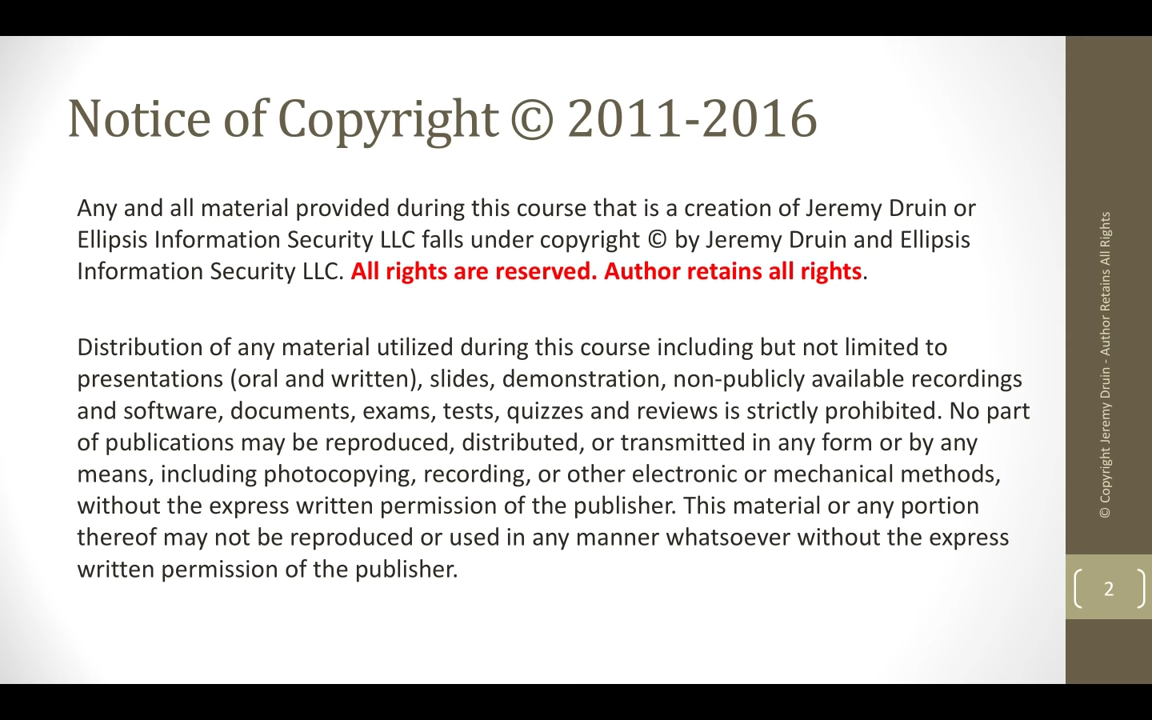 Notice of Copyright © 2011-2016
Any and all material provided during this course that is a creation of Jeremy Druin or
Ellipsis Information Security LLC falls under copyright © by Jeremy Druin and Ellipsis
Information Security LLC. All rights are reserved. Author retains all rights.
Distribution of any material utilized during this course including but not limited to
presentations (oral and written), slides, demonstration, non-publicly available recordings
and software, documents, exams, tests, quizzes and reviews is strictly prohibited. No part
of publications may be reproduced, distributed, or transmitted in any form or by any
means, including photocopying, recording, or other electronic or mechanical methods,
without the express written permission of the publisher. This material or any portion
thereof may not be reproduced or used in any manner whatsoever without the express
written permission of the publisher.
© Copyright Jeremy Druin - Author Retains All Rights
2